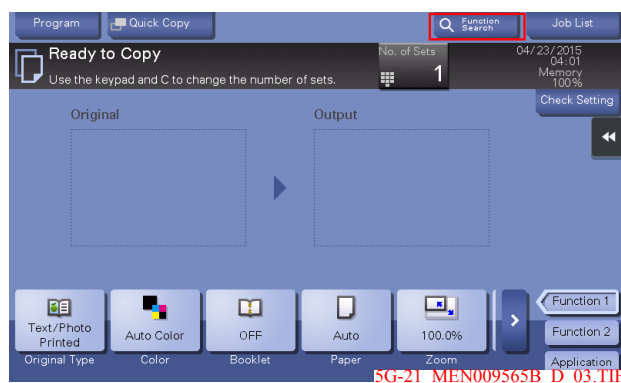 Program
Quick Copy
Function
Search
Job List
Ready to Copy
Use the keypad and C to change the number of sets.
No. of Sets
1
04/23/2015
04:01
Memory
100%
Check Setting
Original
Output
Text/Photo
Printed
Auto Color
OFF
Auto
100.0%
Original Type
Color
Booklet
Paper
Zoom
Function 1
Function 2
Application
5G-21 MEN009565B_D_03.TIF